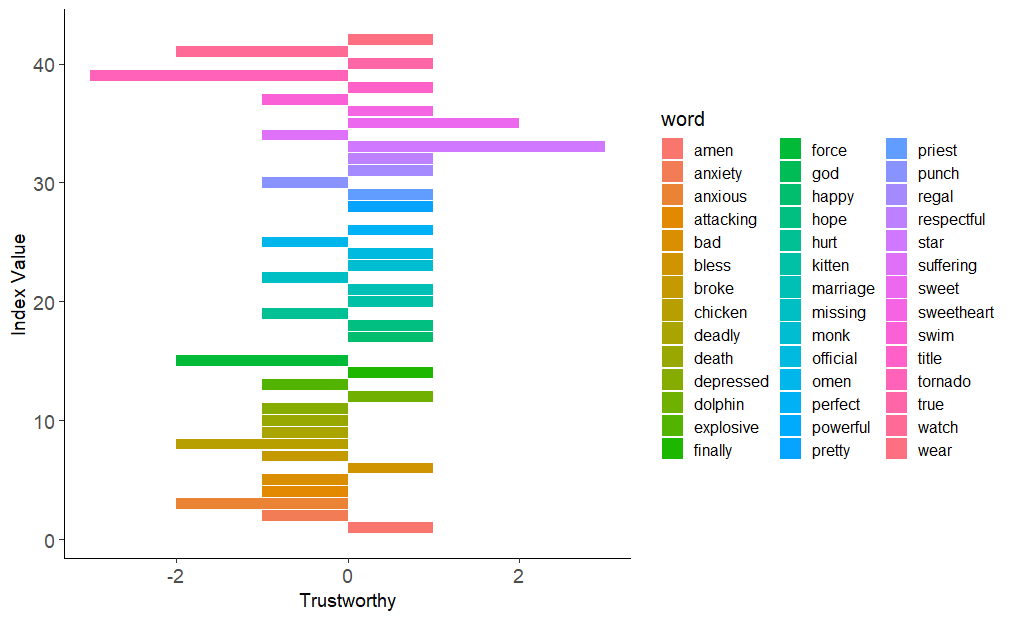 word
amen
anxiety
anxious
attacking
bad
bless
broke
chicken
deadly
death
depressed
dolphin
explosive
finally
force
god
happy
hope
hurt
kitten
marriage
missing
monk
official
omen
perfect
powerful
pretty
priest
punch
regal
respectful
star
suffering
sweet
sweetheart
swim
title
tornado
true
watch
wear
Index Value
40
30
20
10
0
-2 0 2
Trustworthy